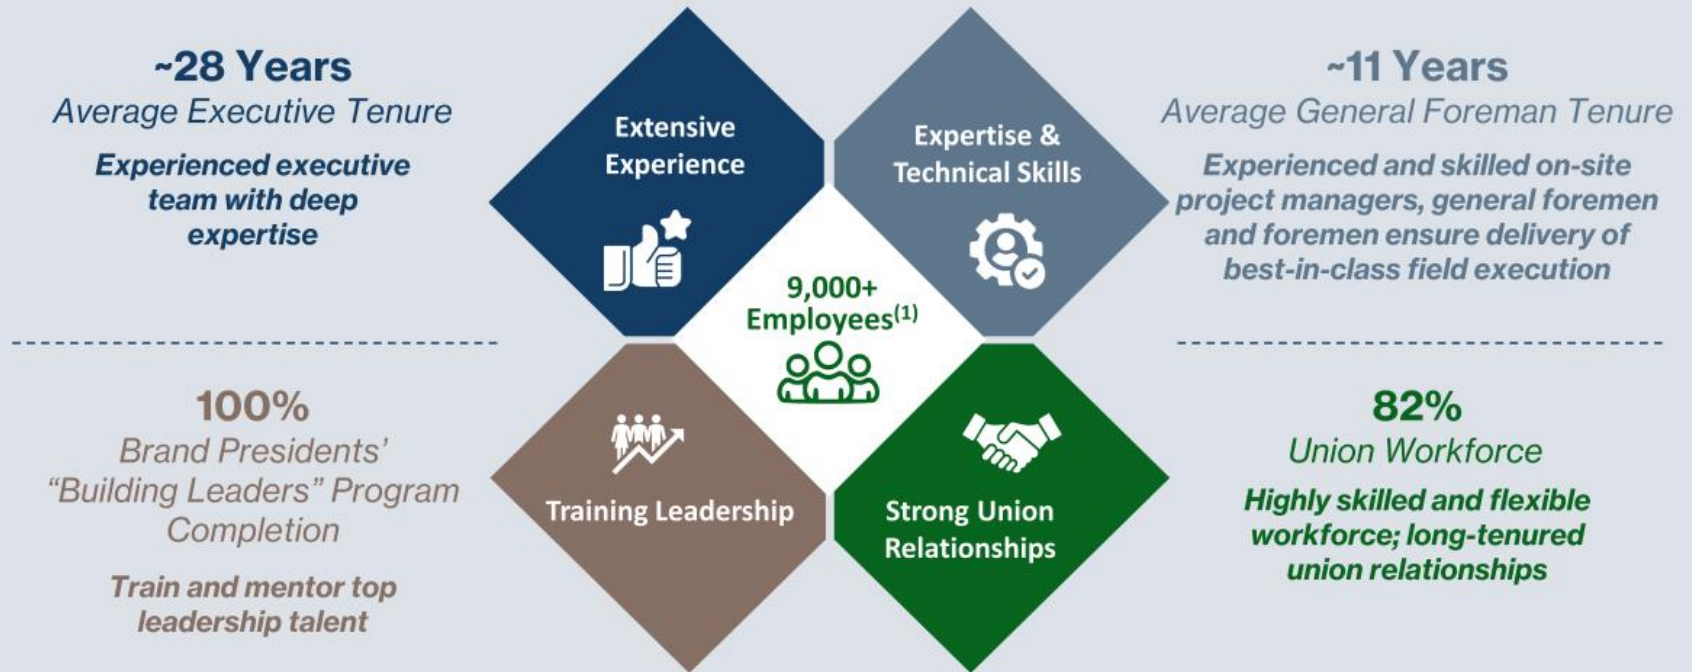 ~28 Years
Average Executive Tenure
Experienced executive
team with deep
expertise
Extensive
Experience
Expertise &
Technical Skills
~11 Years
Average General Foreman Tenure
Experienced and skilled on-site
project managers, general foremen
and foremen ensure delivery of
best-in-class field execution
9,000+
Employees(1)
100%
Brand Presidents’
“Building Leaders” Program
Completion
Train and mentor top
leadership talent
Training Leadership
Strong Union
Relationships
82%
Union Workforce
Highly skilled and flexible
workforce; long-tenured
union relationships